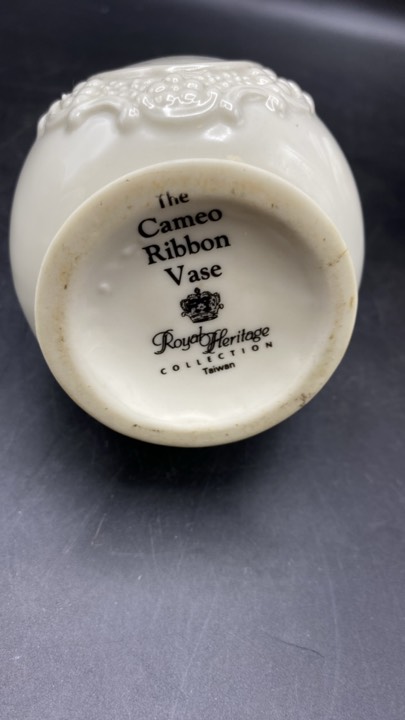 The
Cameo
Ribbon
Vase
Royal Heritage
COLLECTION
Taiwan